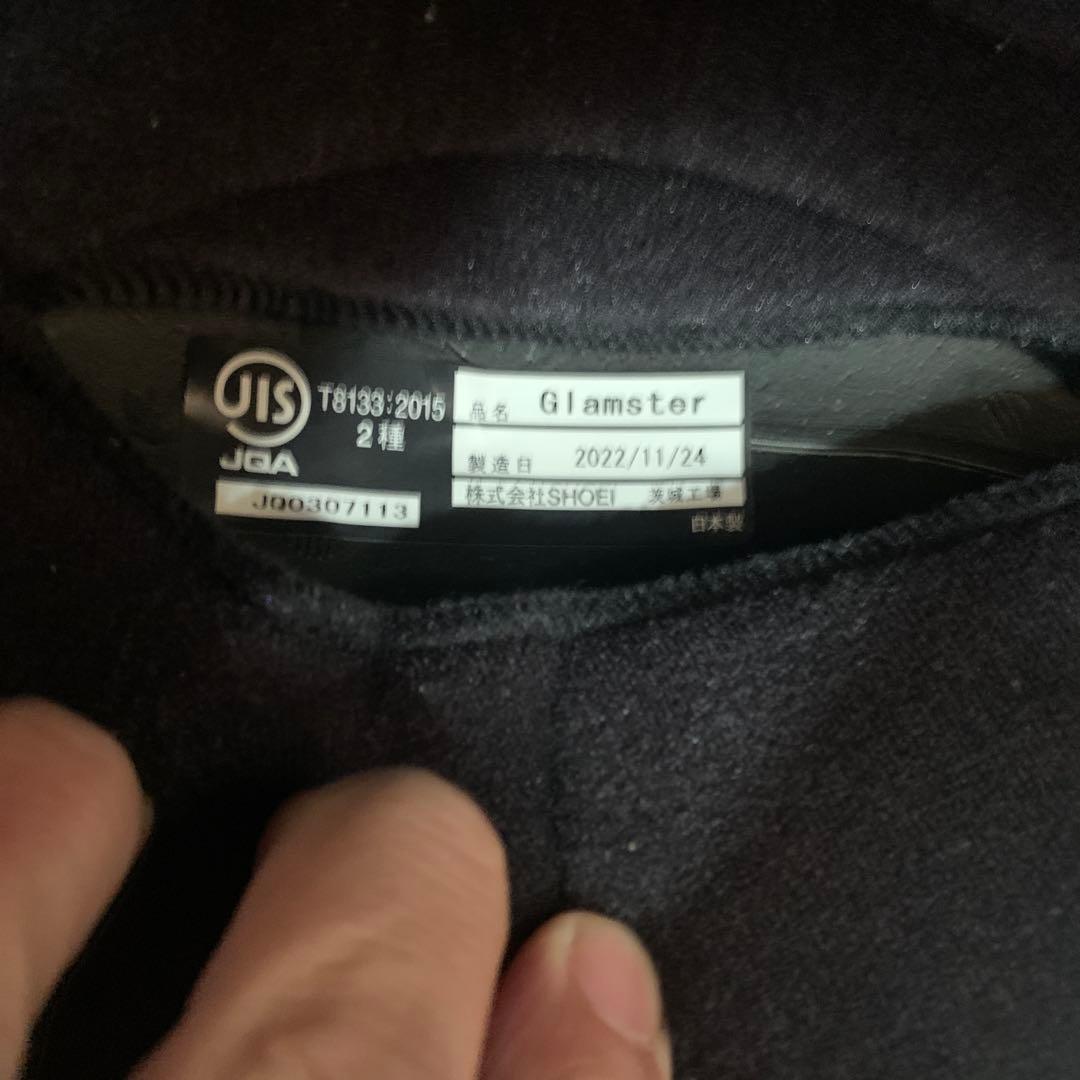 JIS
T8133:2015
2種
JQA
JQ0307113
品名 Glamster
製造日 2022/11/24
株式会社SHOEI 茨城工場
日本製